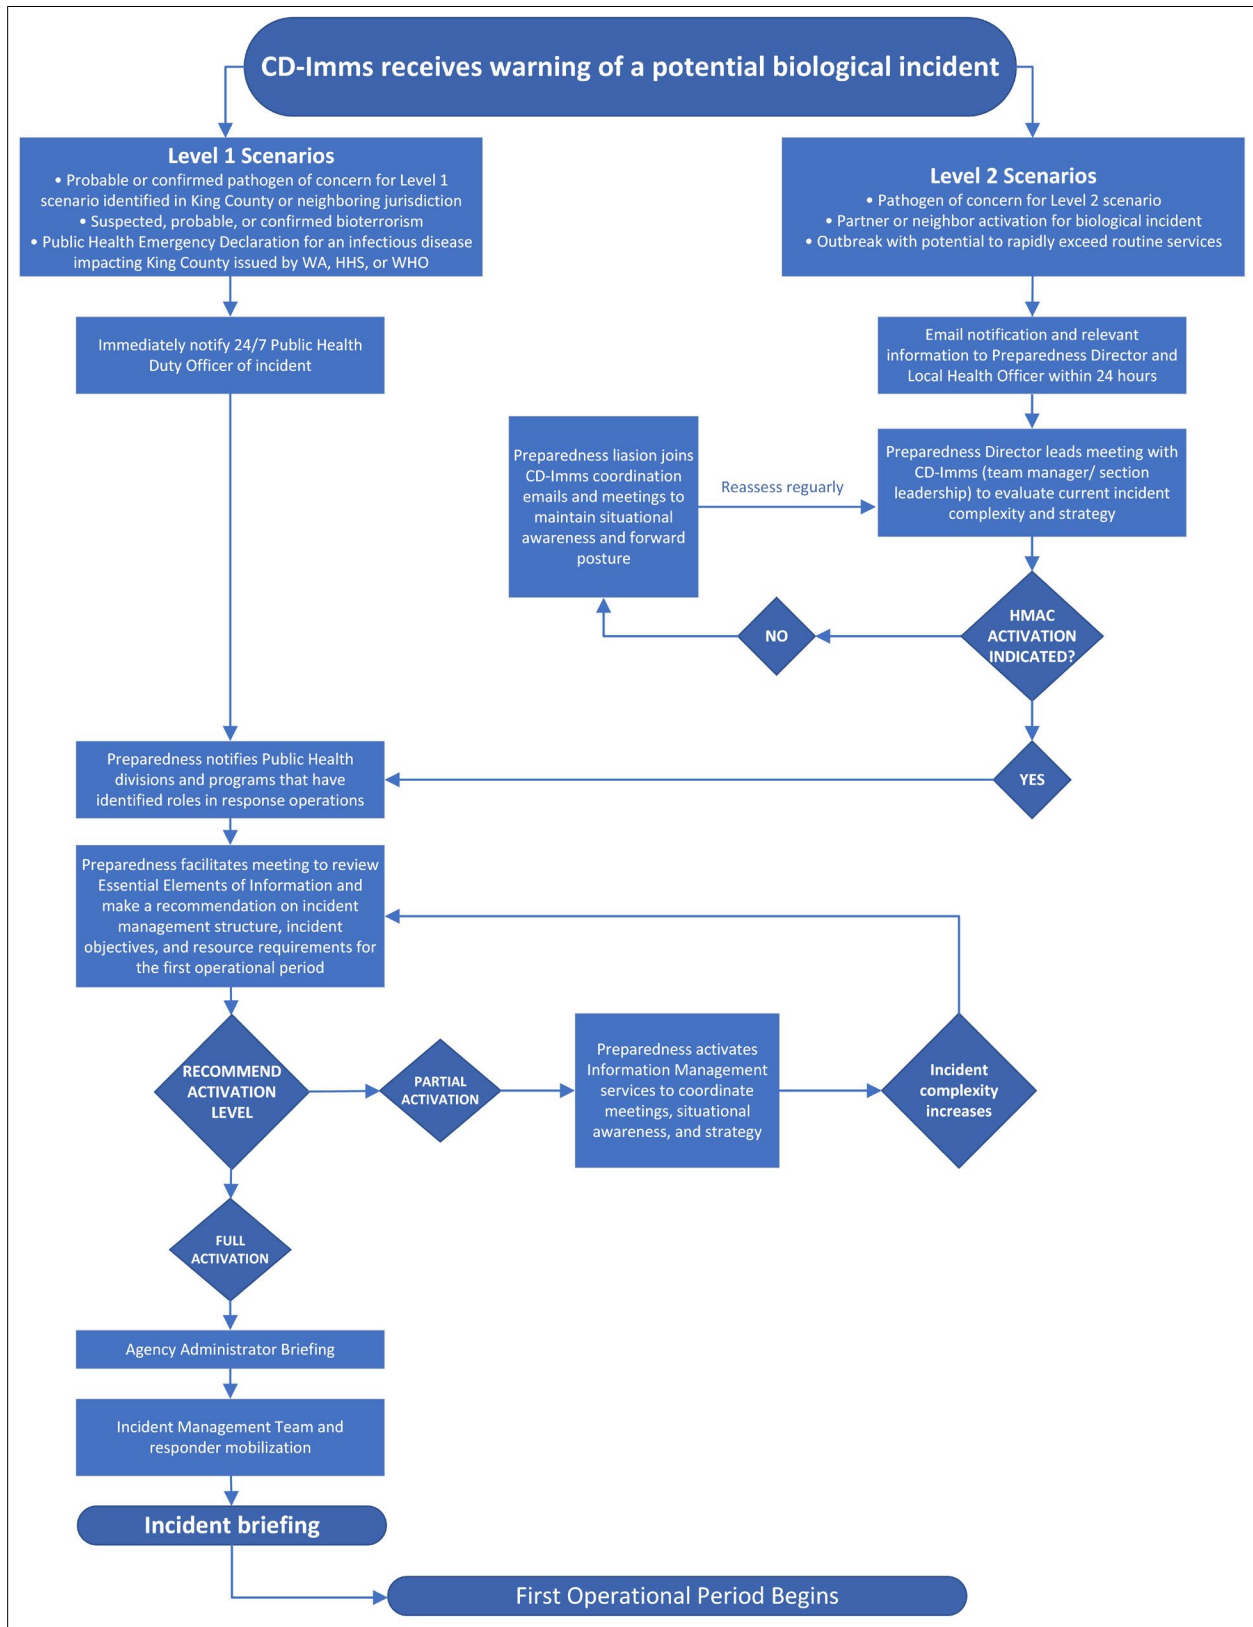 CD-Imms receives warning of a potential biological incident
Level 1 Scenarios
• Probable or confirmed pathogen of concern for Level 1
scenario identified in King County or neighboring jurisdiction
• Suspected, probable, or confirmed bioterrorism
• Public Health Emergency Declaration for an infectious disease
impacting King County issued by WA, HHS, or WHO
Level 2 Scenarios
• Pathogen of concern for Level 2 scenario
• Partner or neighbor activation for biological incident
• Outbreak with potential to rapidly exceed routine services
Immediately notify 24/7 Public Health
Duty Officer of incident
Email notification and relevant
information to Preparedness Director and
Local Health Officer within 24 hours
Preparedness liasion joins
CD-Imms coordination
emails and meetings to
maintain situational
awareness and forward
posture
Reassess reguarly
Preparedness Director leads meeting with
CD-Imms (team manager/ section
leadership) to evaluate current incident
complexity and strategy
HMAC
ACTIVATION
INDICATED?
NO
YES
Preparedness notifies Public Health
divisions and programs that have
identified roles in response operations
Preparedness facilitates meeting to review
Essential Elements of Information and
make a recommendation on incident
management structure, incident
objectives, and resource requirements for
the first operational period
RECOMMEND
ACTIVATION
LEVEL
PARTIAL
ACTIVATION
Preparedness activates
Information Management
services to coordinate
meetings, situational
awareness, and strategy
Incident
complexity
increases
FULL
ACTIVATION
Agency Administrator Briefing
Incident Management Team and
responder mobilization
Incident briefing
First Operational Period Begins